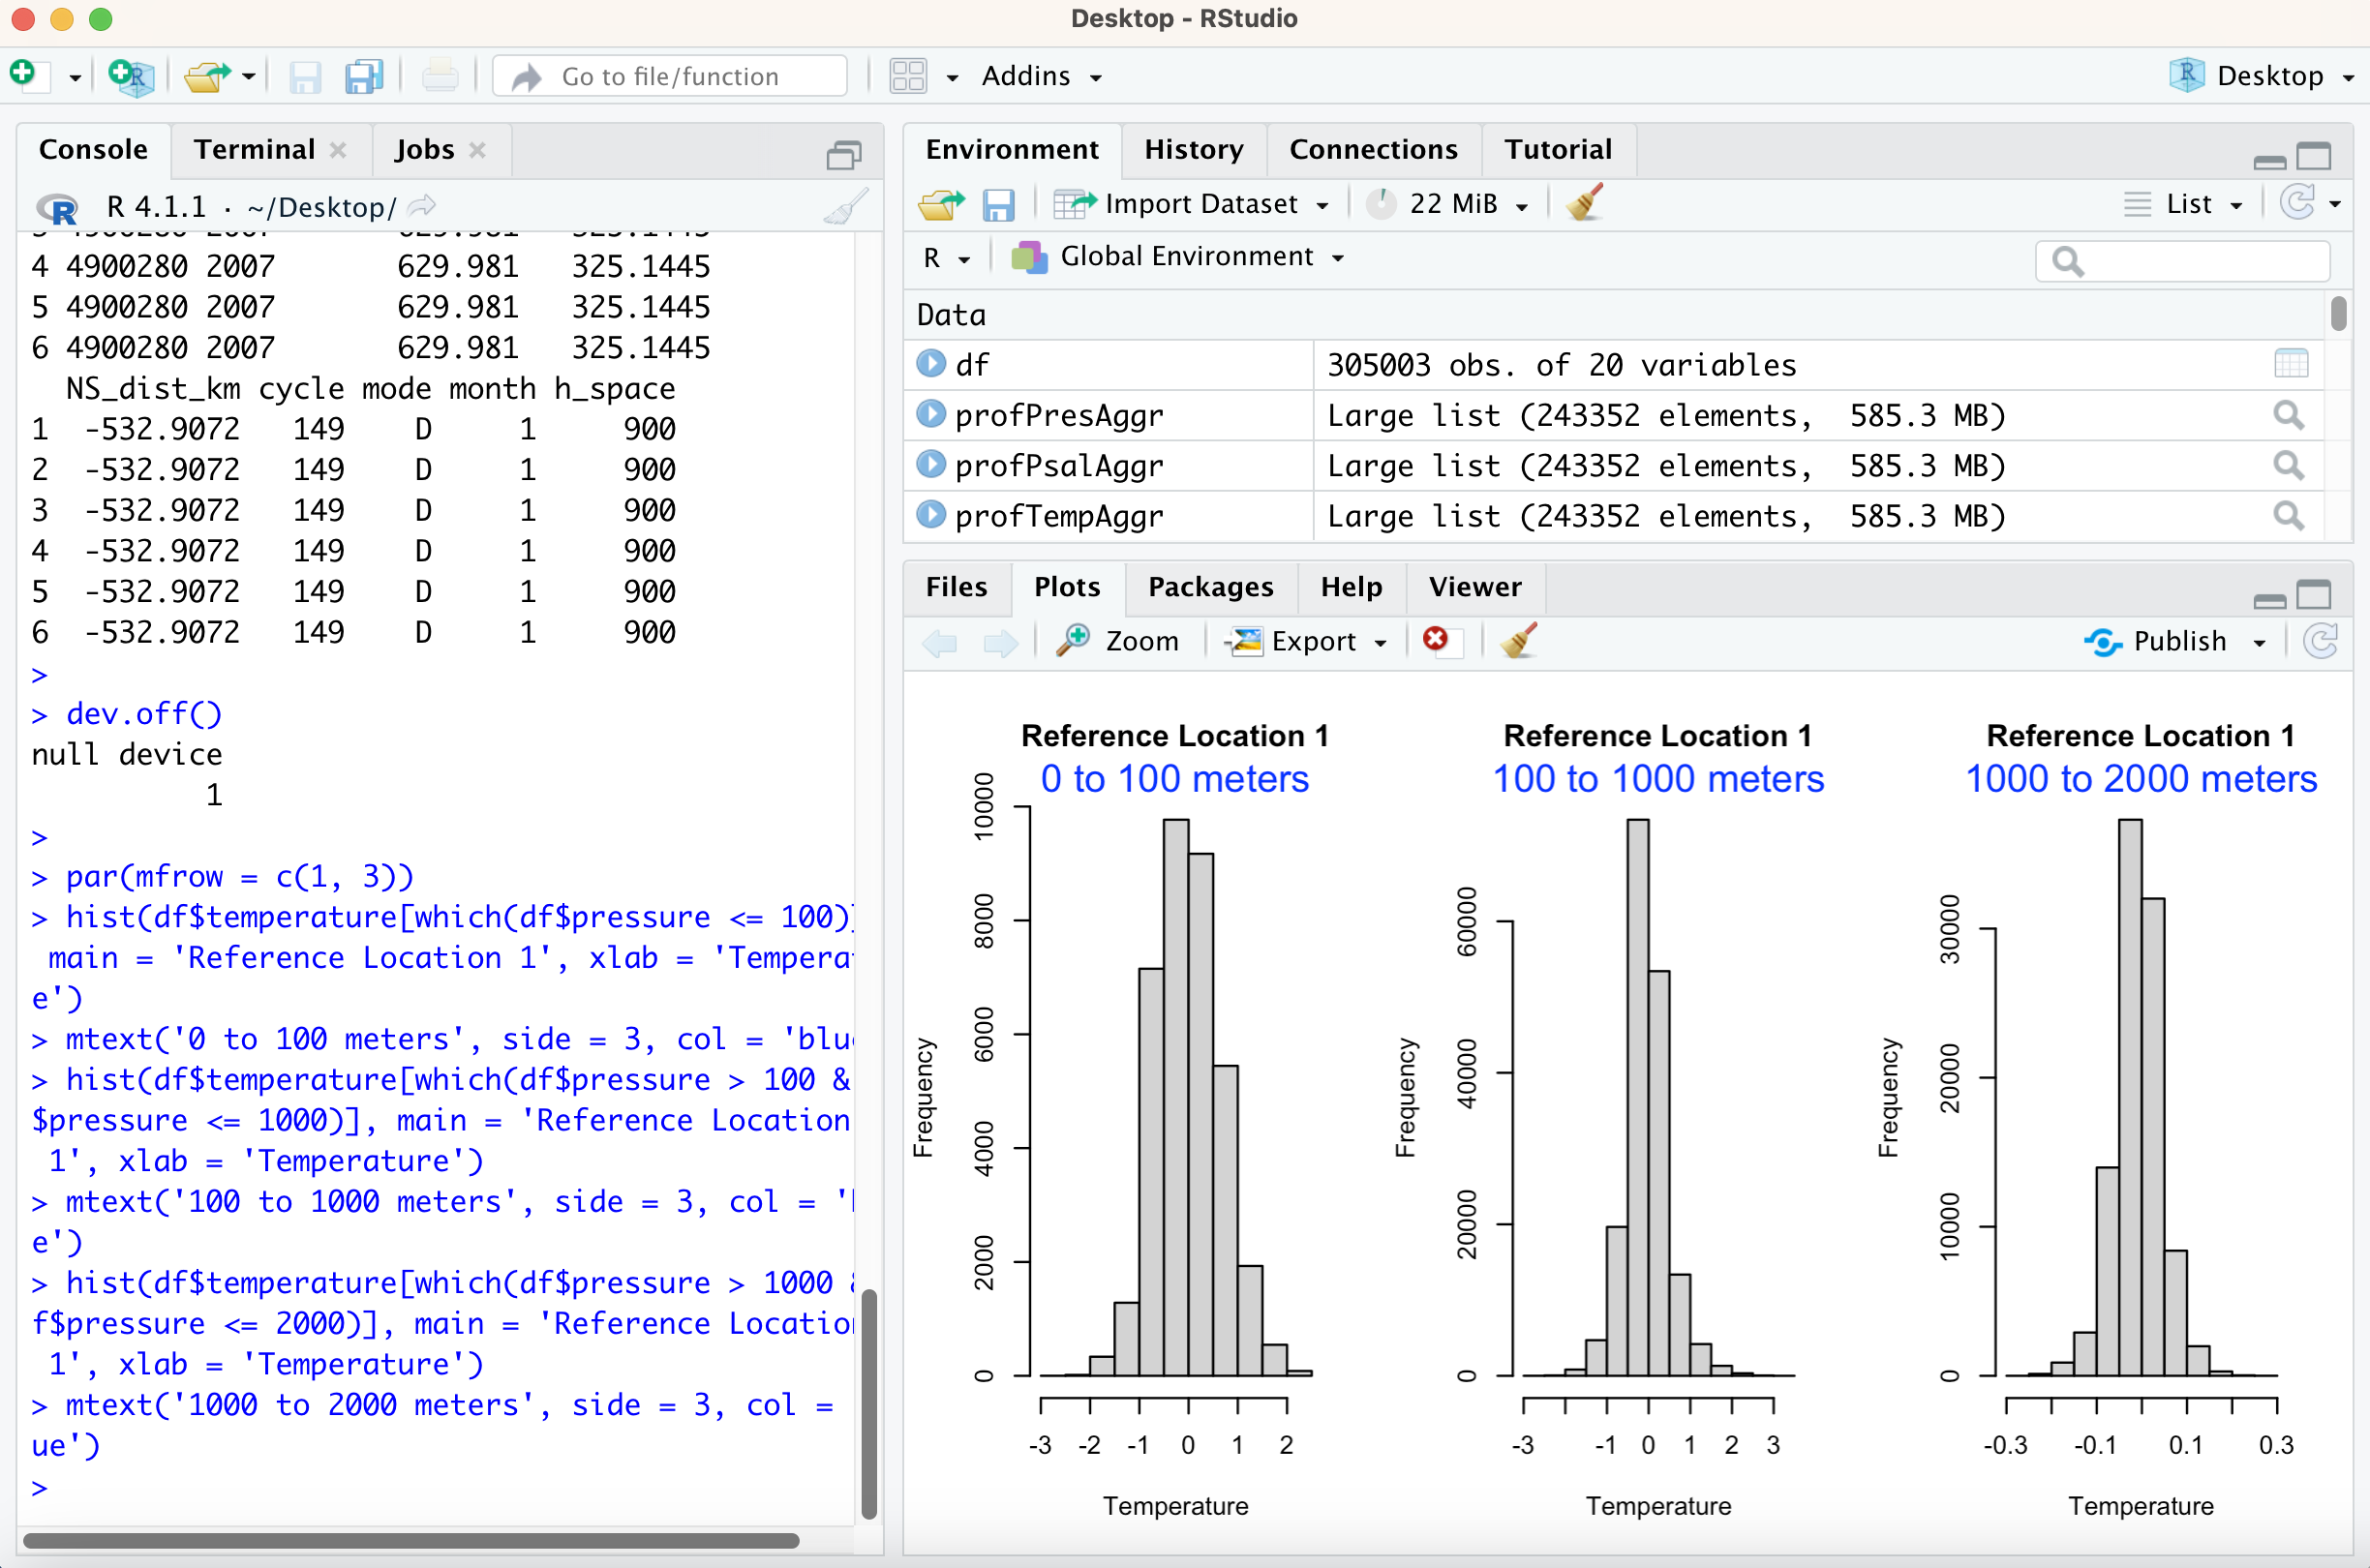 Desktop - RStudio
Go to file/function
Addins
Desktop
Console
Terminal
Jobs
R 4.1.1 · ~/Desktop/
4 4900280 2007 629.981 325.1445
5 4900280 2007 629.981 325.1445
6 4900280 2007 629.981 325.1445
NS_dist_km cycle mode month h_space
1 -532.9072 149 D 1 900
2 -532.9072 149 D 1 900
3 -532.9072 149 D 1 900
4 -532.9072 149 D 1 900
5 -532.9072 149 D 1 900
6 -532.9072 149 D 1 900
>
> dev.off()
null device
1
>
> par(mfrow = c(1, 3))
> hist(df$temperature[which(df$pressure <= 100)]
main = 'Reference Location 1', xlab = 'Tempera
e')
> mtext('0 to 100 meters', side = 3, col = 'blu
> hist(df$temperature[which(df$pressure > 100 &
$pressure <= 1000)], main = 'Reference Location
1', xlab = 'Temperature')
> mtext('100 to 1000 meters', side = 3, col = '
e')
> hist(df$temperature[which(df$pressure > 1000
f$pressure <= 2000)], main = 'Reference Locatio
1', xlab = 'Temperature')
> mtext('1000 to 2000 meters', side = 3, col =
ue')
>
Environment
History
Connections
Tutorial
Import Dataset
22 MiB
List
R
Global Environment
Data
df 305003 obs. of 20 variables
profPresAggr Large list (243352 elements, 585.3 MB)
profPsalAggr Large list (243352 elements, 585.3 MB)
profTempAggr Large list (243352 elements, 585.3 MB)
Files
Plots
Packages
Help
Viewer
Zoom
Export
Publish
Reference Location 1
0 to 100 meters
Frequency
10000
8000
6000
4000
2000
0
-3 -2 -1 0 1 2
Temperature
Reference Location 1
100 to 1000 meters
Frequency
60000
40000
20000
0
-3 -1 0 1 2 3
Temperature
Reference Location 1
1000 to 2000 meters
Frequency
30000
20000
10000
0
-0.3 -0.1 0.1 0.3
Temperature